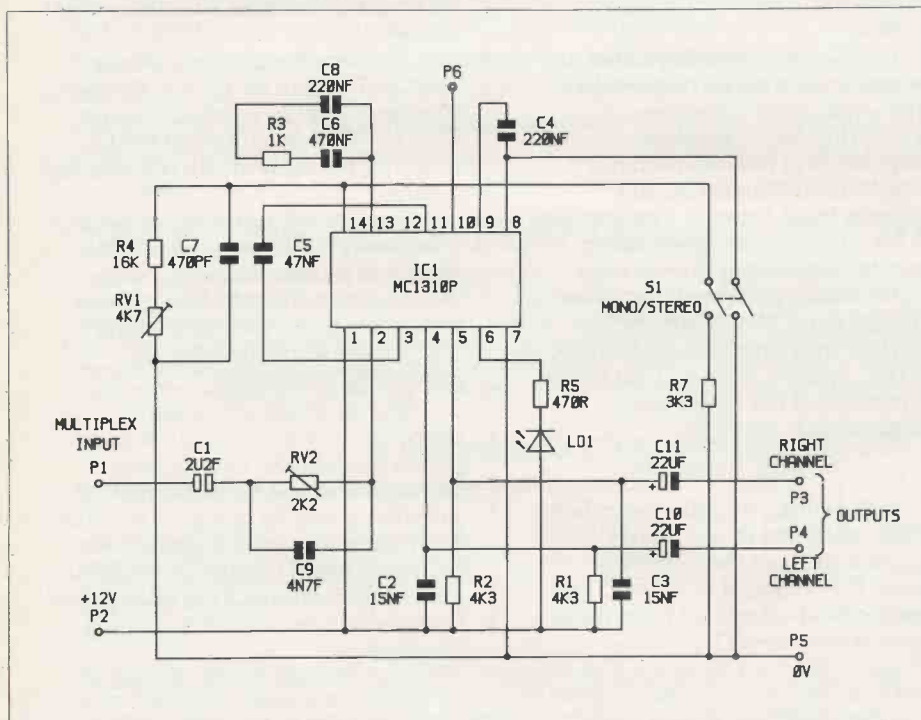 C8
220NF
P6
R3
1K
C6
470NF
C4
220NF
14 13 12 11 10 9 8
R4
16K
C7
470PF
C5
47NF
IC1
MC1310P
RV1
4K7
S1
MONO/STEREO
1 2 3 4 5 6 7
R5
470R
R7
3K3
LD1
MULTIPLEX
INPUT
P1
C1
2U2F
RV2
2K2
C11
22UF
+
RIGHT
CHANNEL
P3
OUTPUTS
C10
22UF
+
P4
LEFT
CHANNEL
C9
4N7F
C2
15NF
R2
4K3
R1
4K3
C3
15NF
+12V
P2
P5
0V